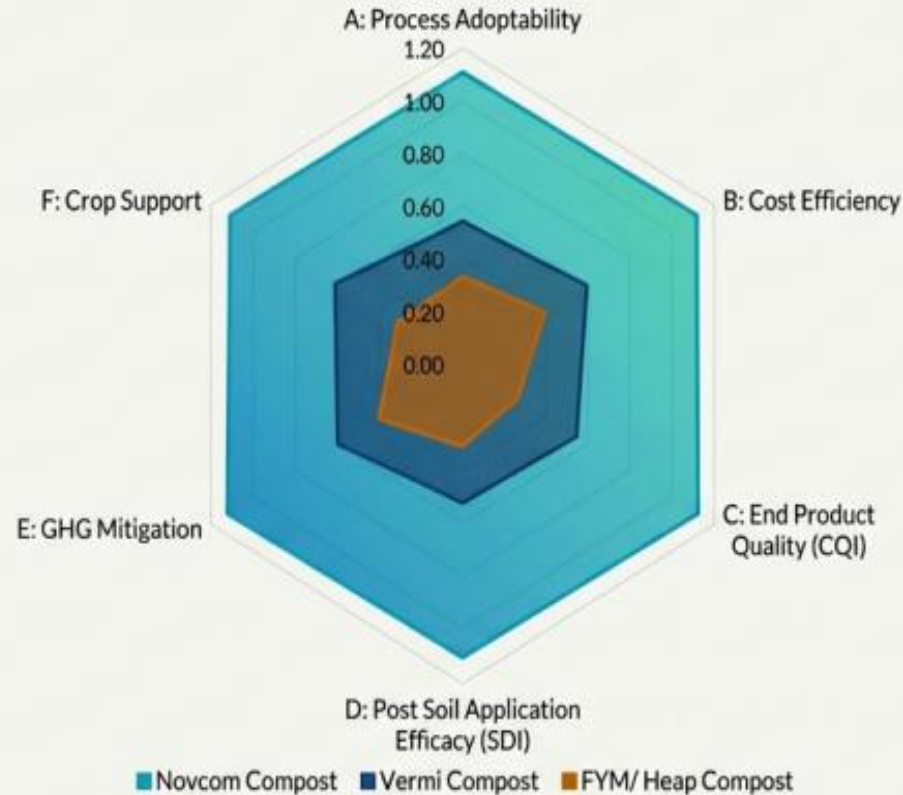 A: Process Adoptability
1.20
1.00
0.80
0.60
0.40
0.20
0.00
F: Crop Support
B: Cost Efficiency
E: GHG Mitigation
C: End Product
Quality (CQI)
D: Post Soil Application
Efficacy (SDI)
Novcom Compost Vermi Compost FYM/ Heap Compost